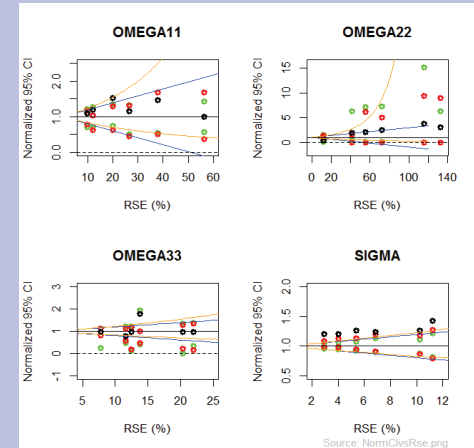 OMEGA11
Normalized 95% CI
0.0 1.0 2.0
10 20 30 40 50 60
RSE (%)
OMEGA22
Normalized 95% CI
0 5 10 15
0 20 60 100 140
RSE (%)
OMEGA33
Normalized 95% CI
-1 0 1 2 3
5 10 15 20 25
RSE (%)
SIGMA
Normalized 95% CI
0.5 1.0 1.5 2.0
2 4 6 8 10 12
RSE (%)
Source: NormCIvsRse.png